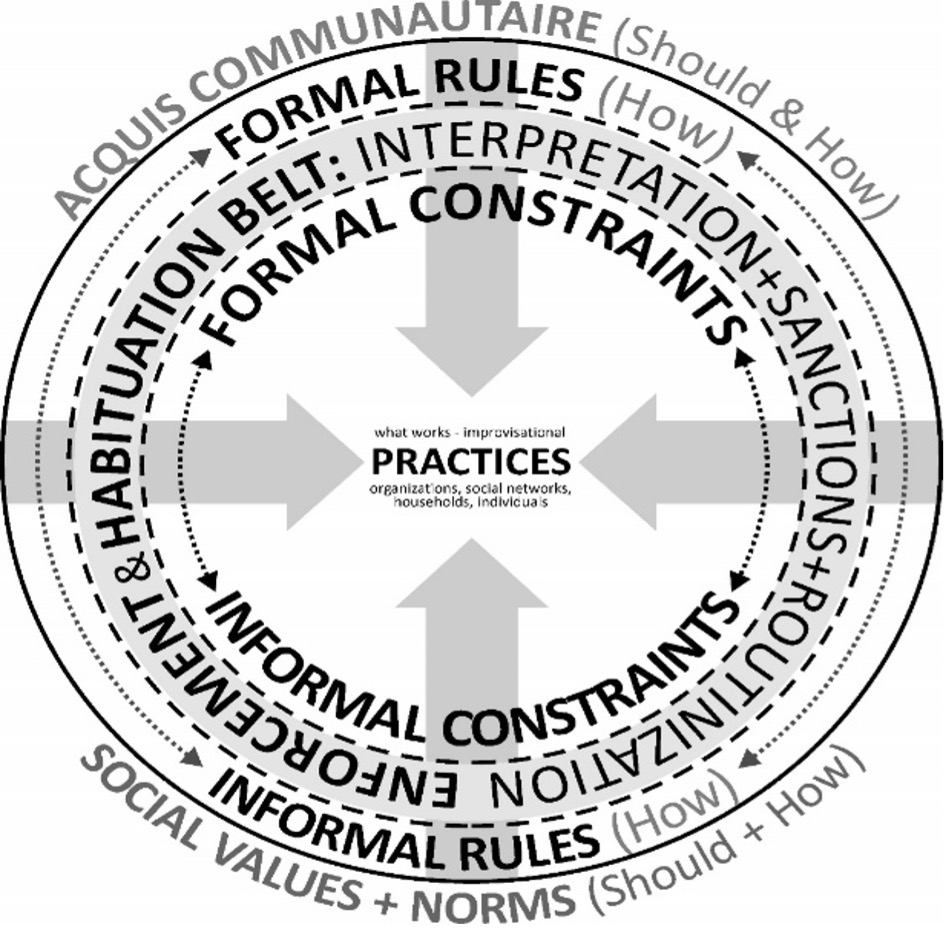 ACQUIS COMMUNAUTAIRE (Should & How)
FORMAL RULES (How)
ENFORCEMENT & HABITUATION BELT: INTERPRETATION+SANCTIONS+ROUTINIZATION
FORMAL CONSTRAINTS
what works - improvisational
PRACTICES
organizations, social networks,
households, individuals
INFORMAL CONSTRAINTS
INFORMAL RULES (How)
SOCIAL VALUES + NORMS (Should + How)